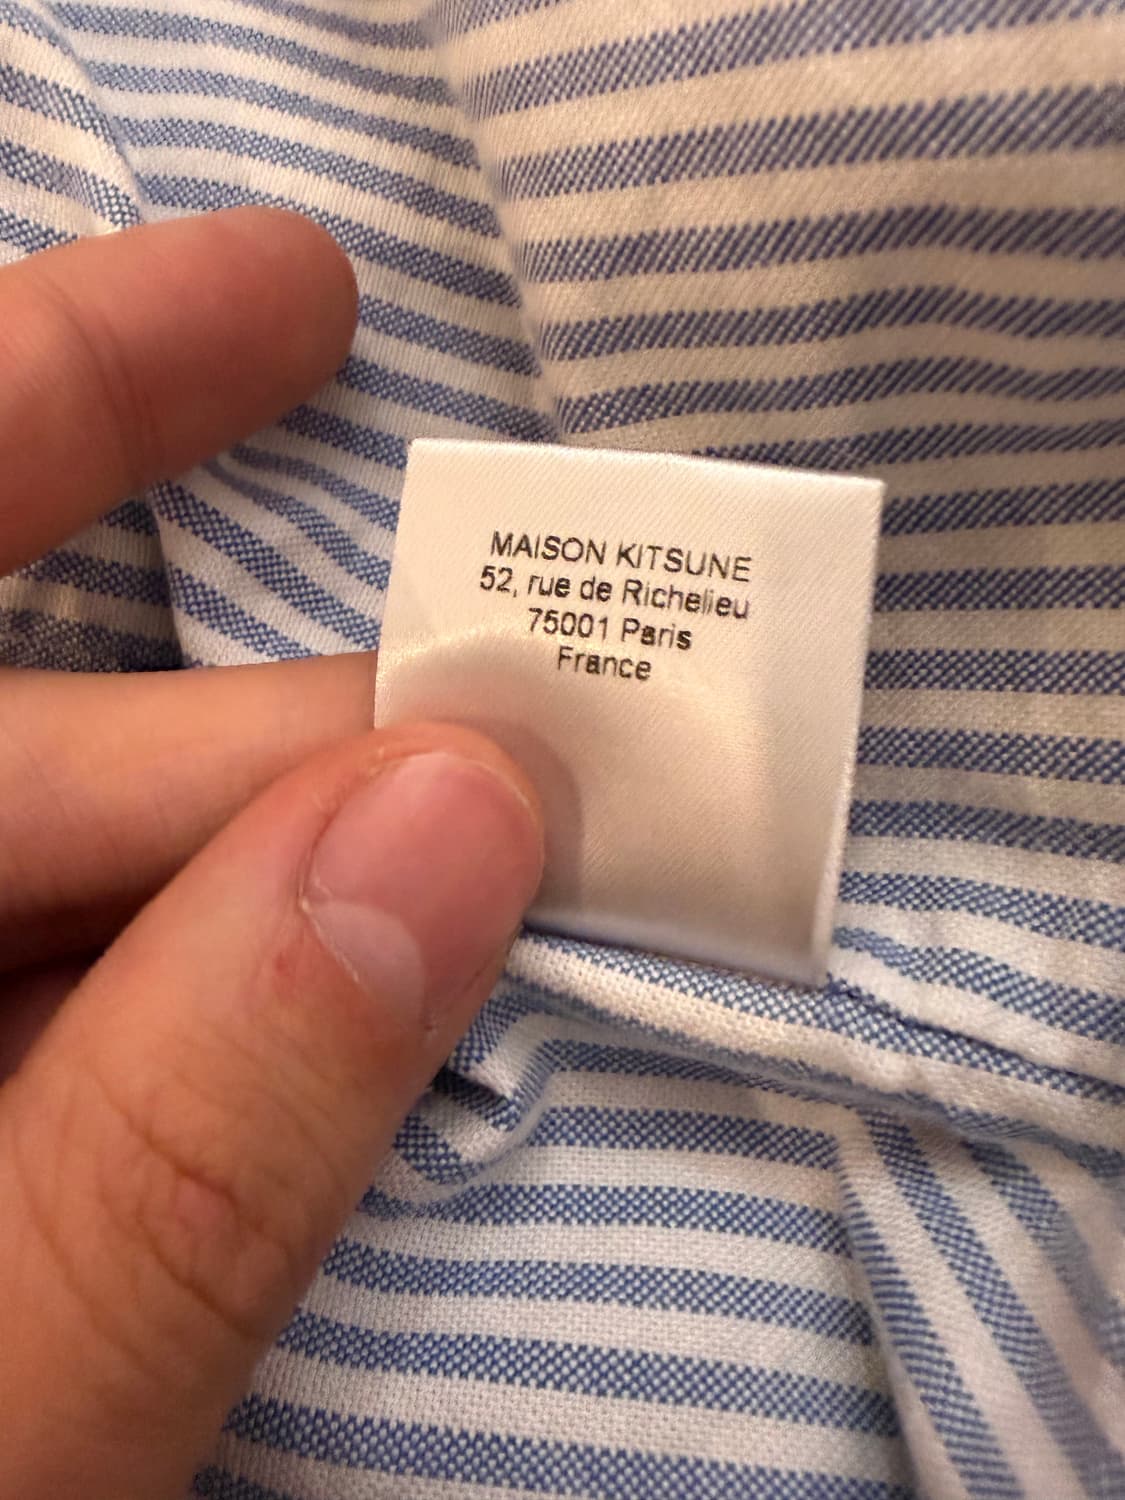 MAISON KITSUNE
52, rue de Richelieu
75001 Paris
France